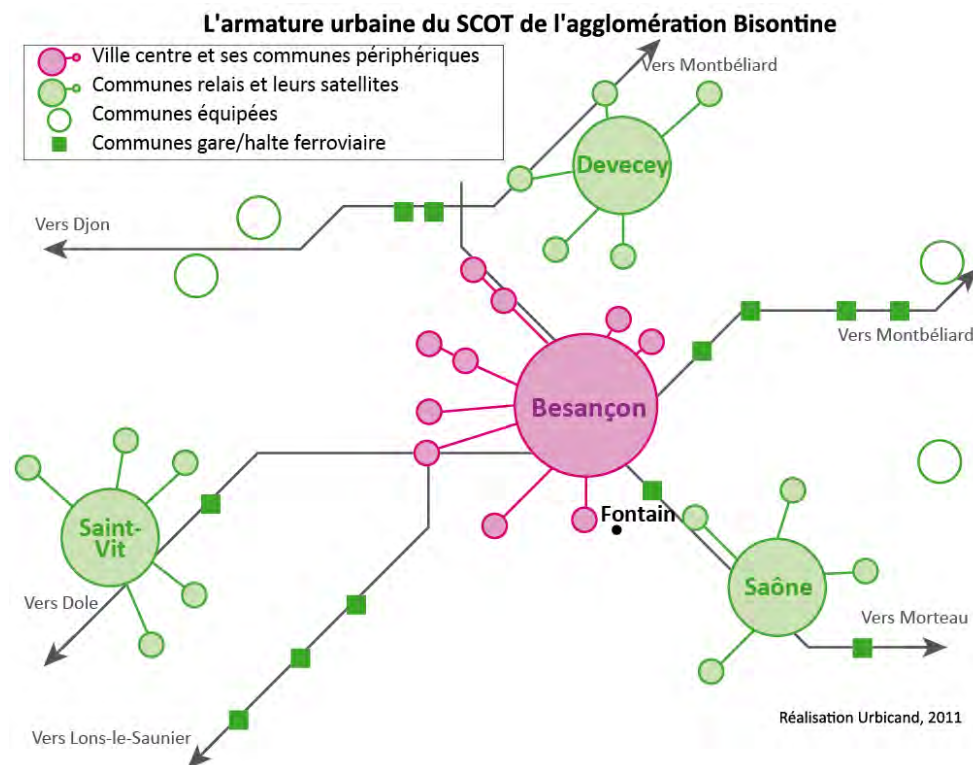 L'armature urbaine du SCOT de l'agglomération Bisontine
Ville centre et ses communes périphériques
Communes relais et leurs satellites
Communes équipées
Communes gare/halte ferroviaire
Vers Montbéliard
Devecey
Vers Djon
Vers Montbéliard
Besançon
Fontain
Saint-
Vit
Saône
Vers Dole
Vers Morteau
Réalisation Urbicand, 2011
Vers Lons-le-Saunier